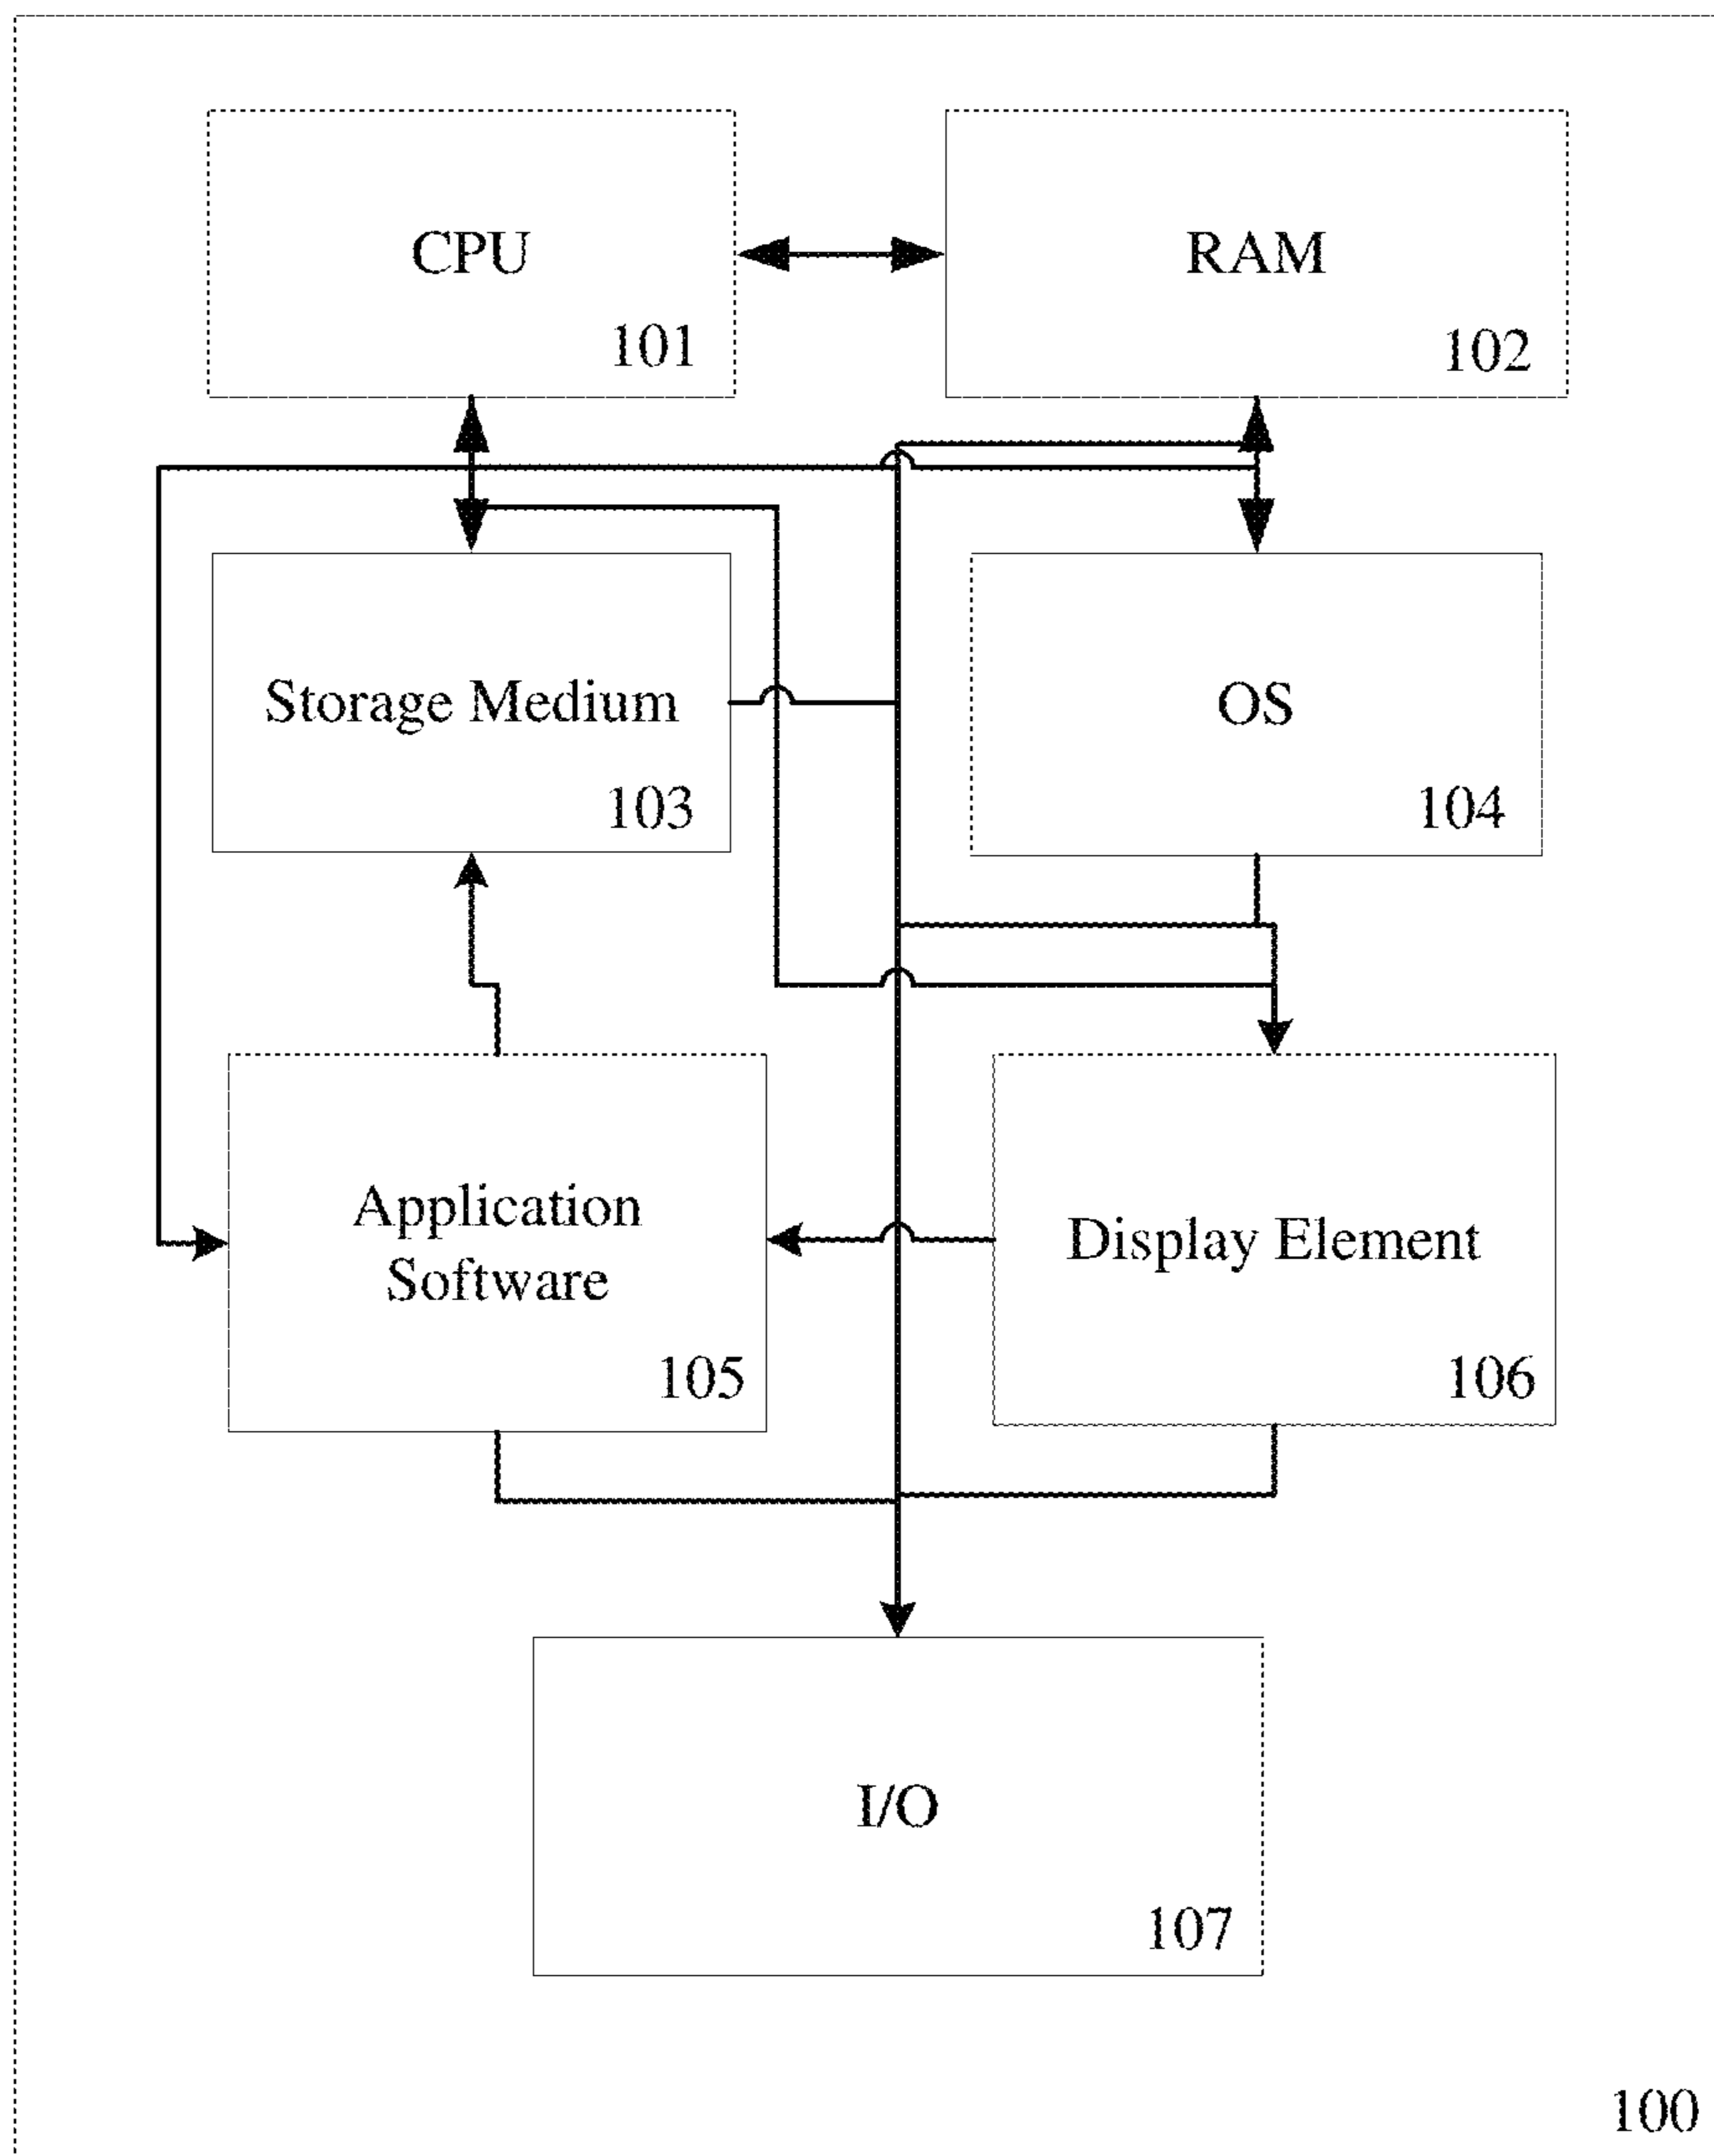 CPU
101
RAM
102
Storage Medium
103
OS
104
Application
Software
105
Display Element
106
I/O
107
100